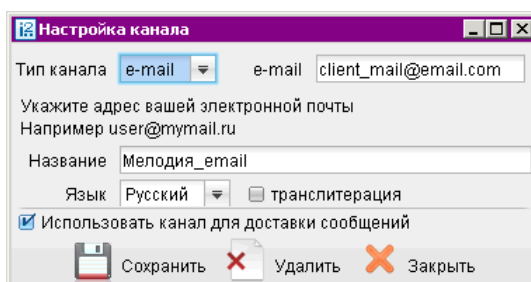 Настройка канала
Тип канала e-mail e-mail client_mail@email.com
Укажите адрес вашей электронной почты
Например user@mymail.ru
Название Мелодия_email
Язык Русский транслитерация
Использовать канал для доставки сообщений
Сохранить Удалить Закрыть